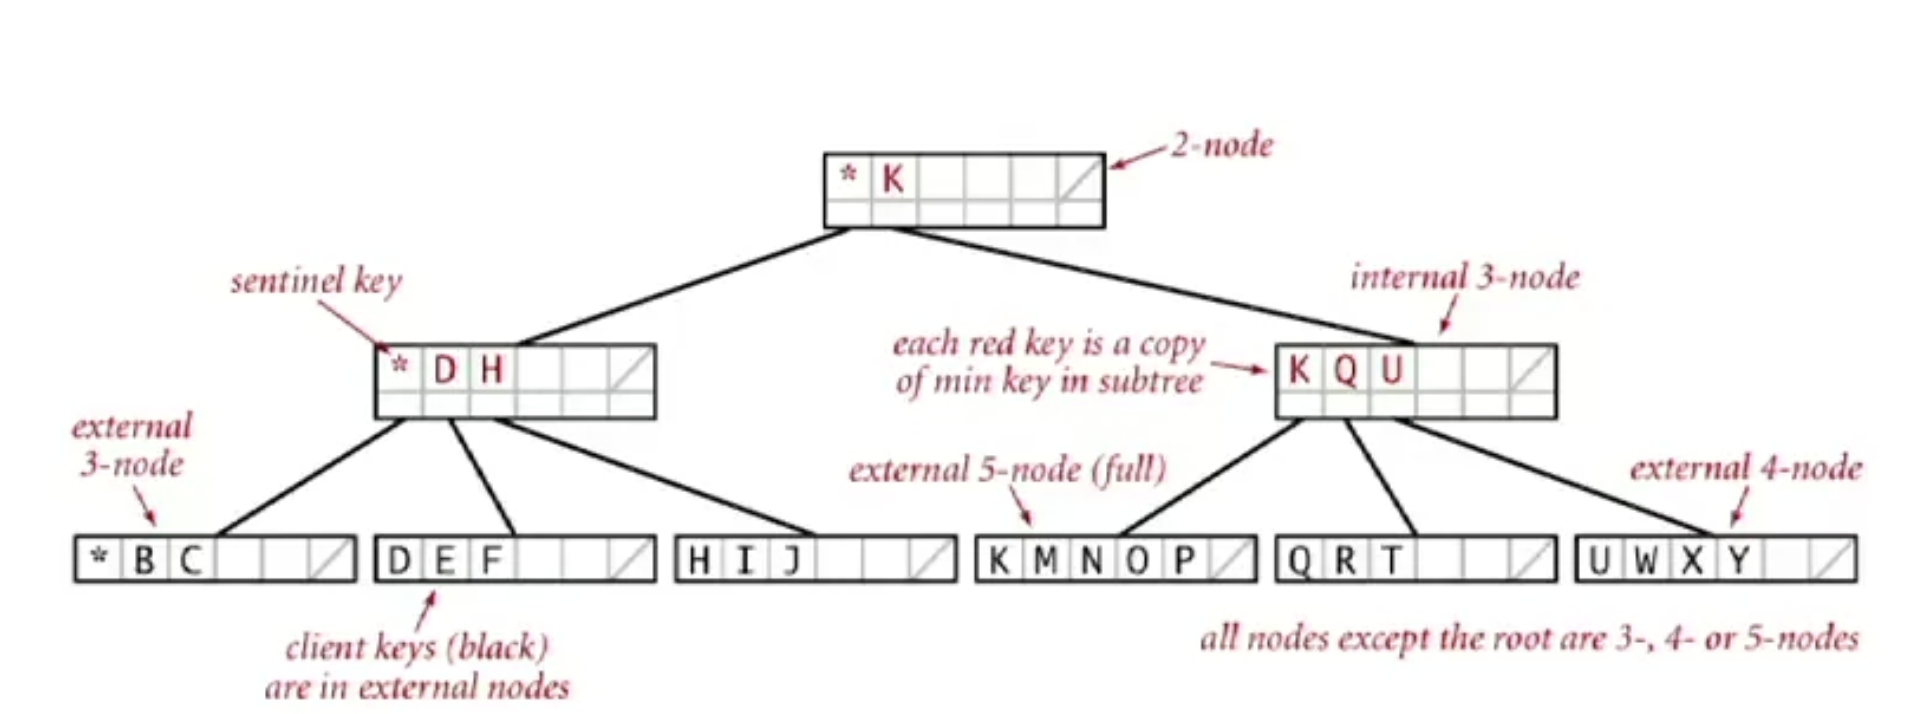 2-node
* K
sentinel key
internal 3-node
each red key is a copy
of min key in subtree
* D H
K Q U
external
3-node
external 5-node (full)
external 4-node
* B C
D E F
H I J
K M N O P
Q R T
U W X Y
client keys (black)
are in external nodes
all nodes except the root are 3-, 4- or 5-nodes